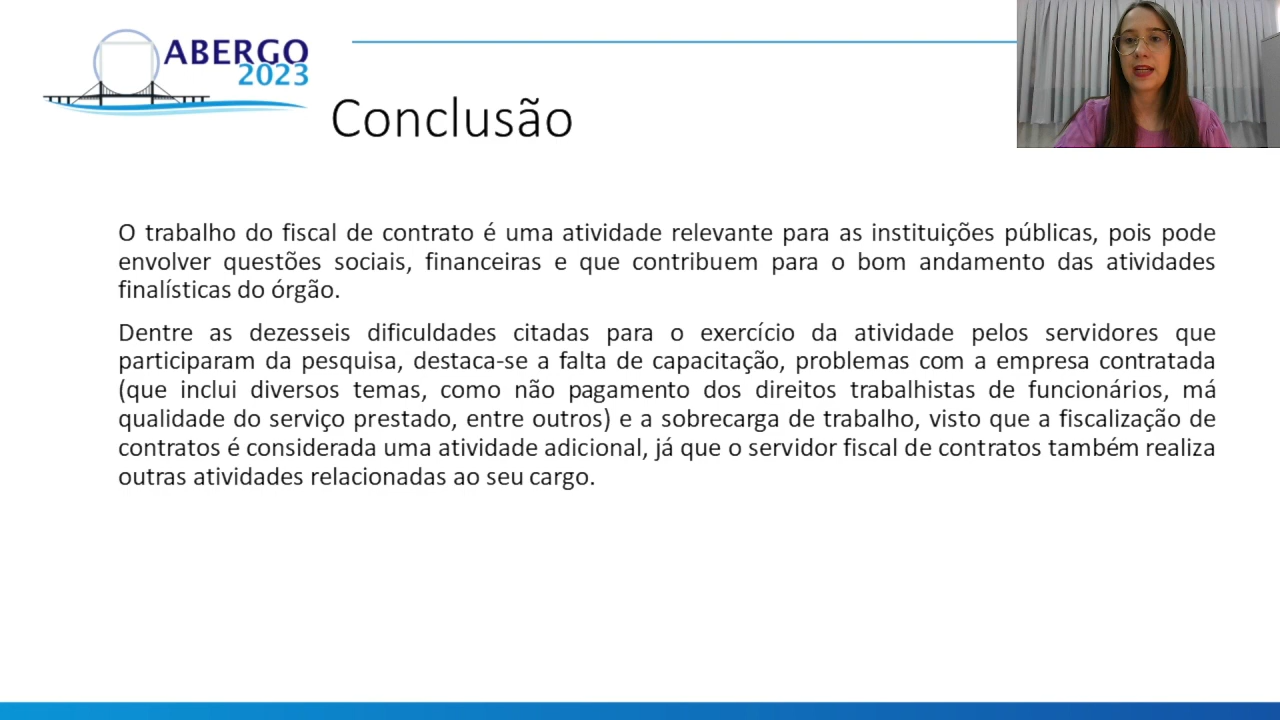 ABERGO
2023
Conclusão
O trabalho do fiscal de contrato é uma atividade relevante para as instituições públicas, pois pode
envolver questões sociais, financeiras e que contribuem para o bom andamento das atividades
finalísticas do órgão.
Dentre as dezesseis dificuldades citadas para o exercício da atividade pelos servidores que
participaram da pesquisa, destaca-se a falta de capacitação, problemas com a empresa contratada
(que inclui diversos temas, como não pagamento dos direitos trabalhistas de funcionários, má
qualidade do serviço prestado, entre outros) e a sobrecarga de trabalho, visto que a fiscalização de
contratos é considerada uma atividade adicional, já que o servidor fiscal de contratos também realiza
outras atividades relacionadas ao seu cargo.